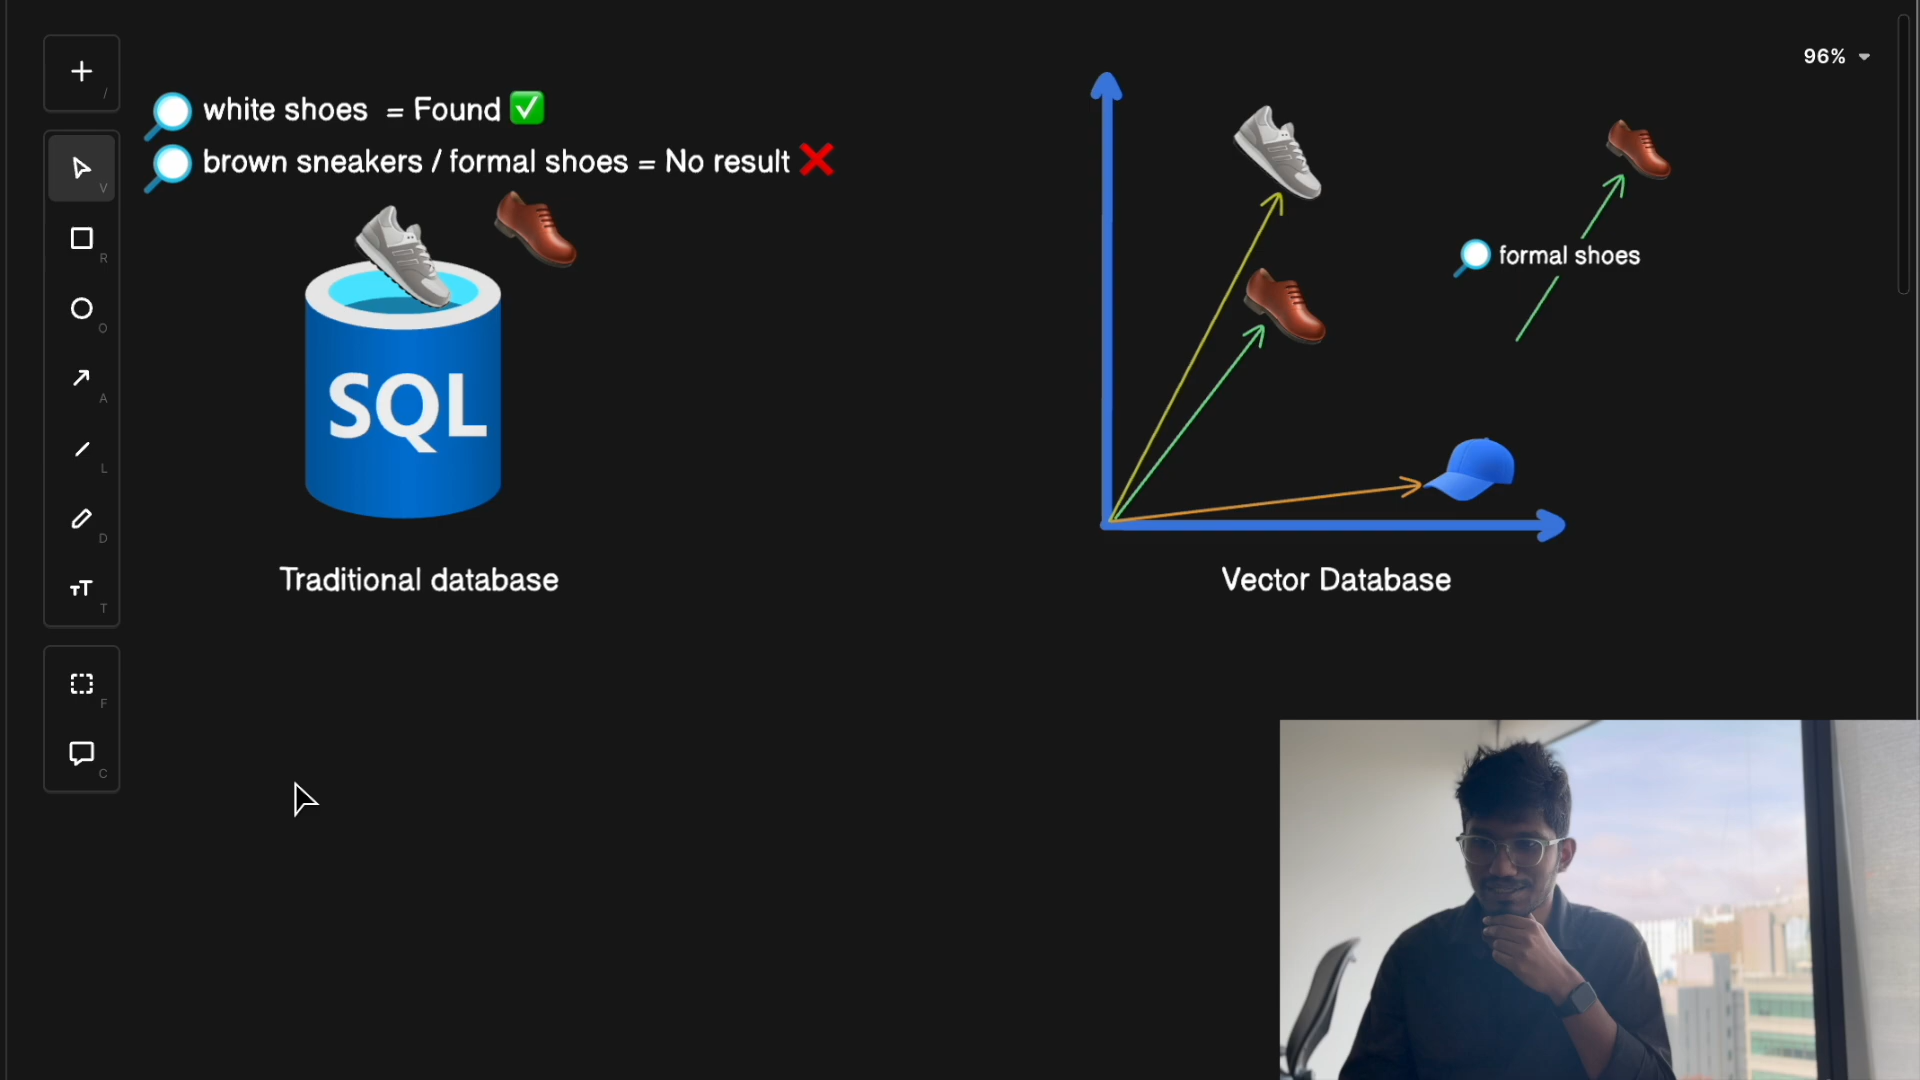 96%
/
V
R
O
A
L
D
T
F
C
white shoes = Found ✅
brown sneakers / formal shoes = No result ❌
SQL
Traditional database
formal shoes
Vector Database